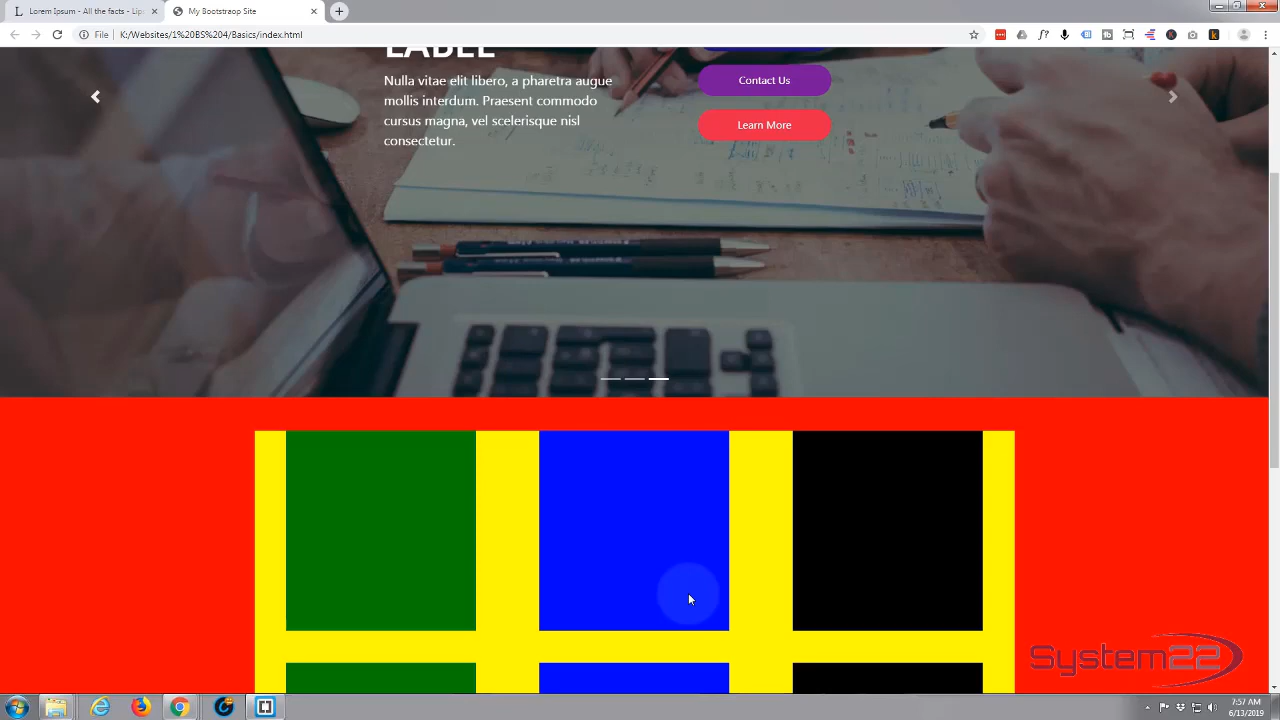 Lorem Ipsum - All the facts - Lip
My Bootstraop Site
File
K:/Websites/1%20BS%204/Basics/index.html
LABEL
Nulla vitae elit libero, a pharetra augue
mollis interdum. Praesent commodo
cursus magna, vel scelerisque nisl
consectetur.
Contact Us
Learn More
System22
7:57 AM
6/13/2019